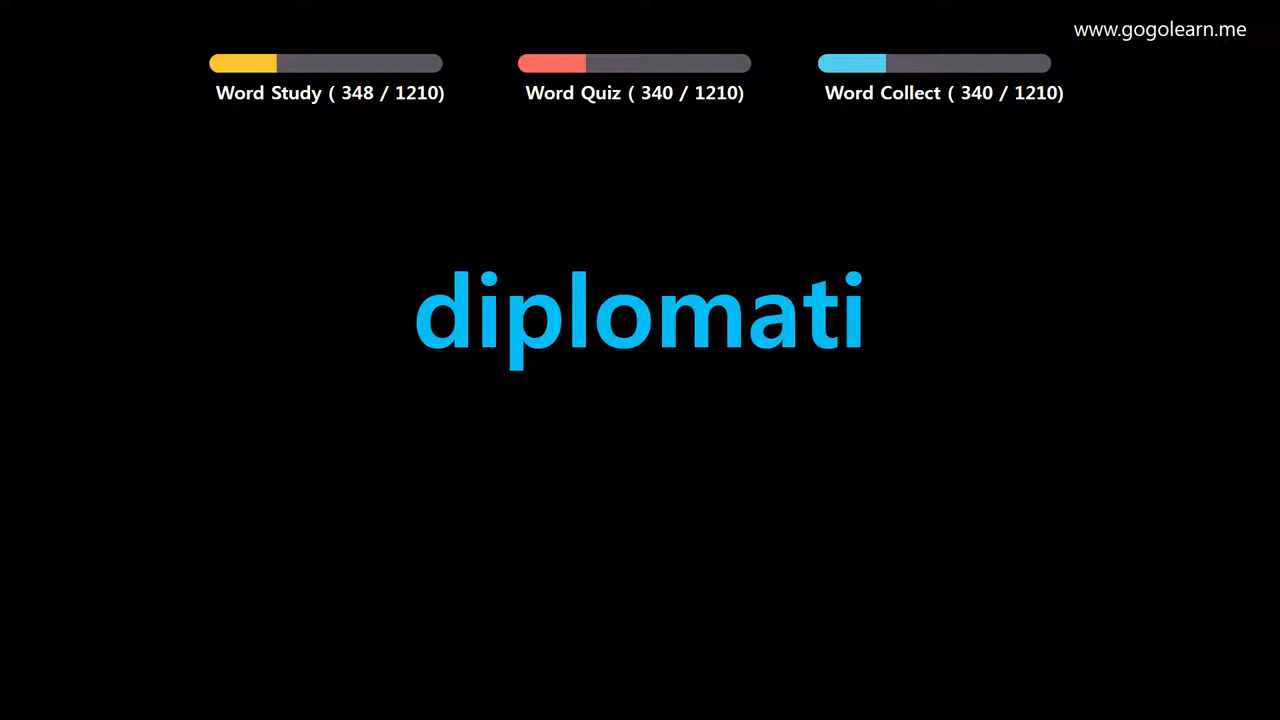 www.gogolearn.me
Word Study ( 348 / 1210)
Word Quiz ( 340 / 1210)
Word Collect ( 340 / 1210)
diplomati